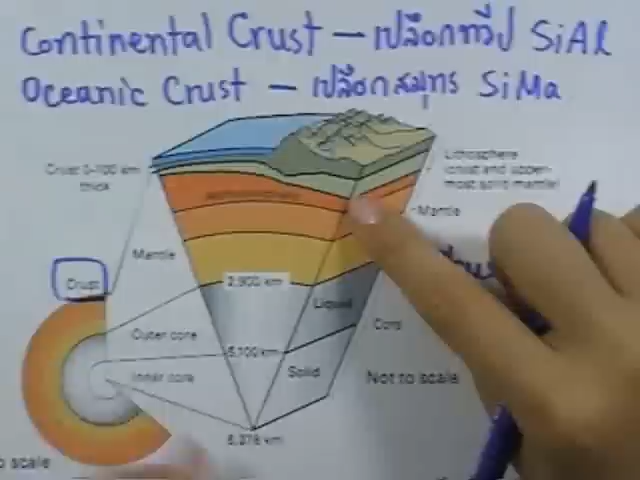 Continental Crust – เปลือกทวีป SiAl
Oceanic Crust – เปลือกสมุทร SiMa
Crust 0-100 km
thick
Lithosphere
(crust and upper-
most solid mantle)
Mantle
Mantle
Crust
2,900 km
Liquid
Outer core
Core
5,100 km
Inner core
Solid
Not to scale
6,378 km
o scale